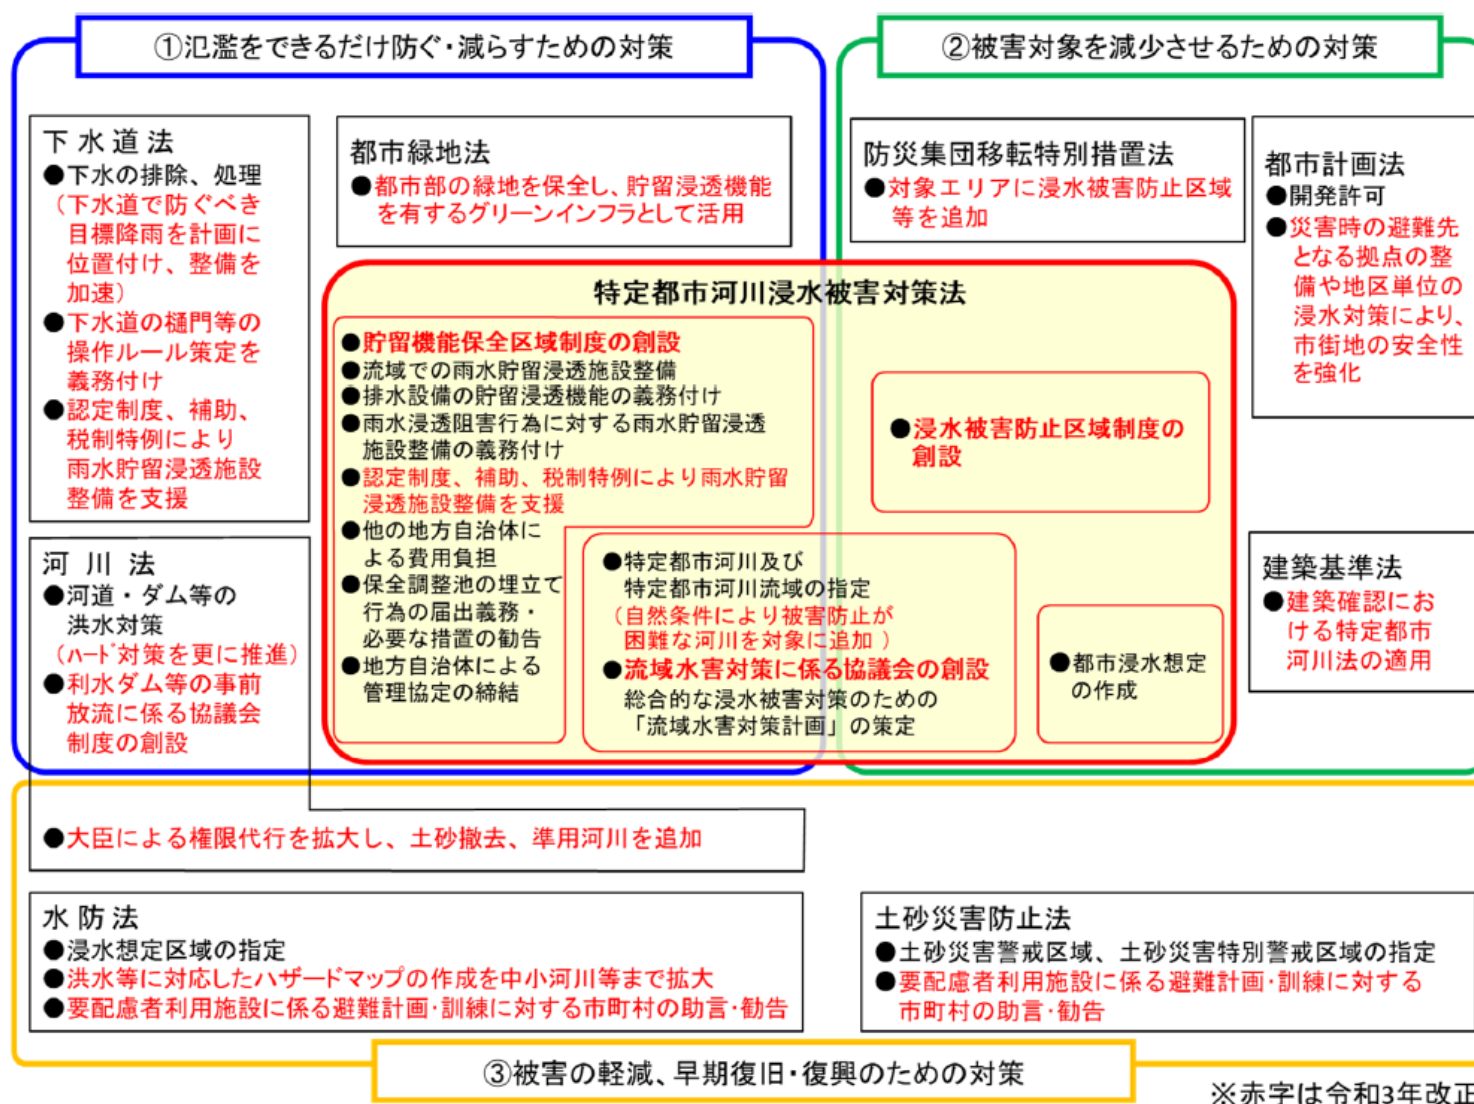 ①氾濫をできるだけ防ぐ・減らすための対策
②被害対象を減少させるための対策
下水道法
●下水の排除、処理
（下水道で防ぐべき
目標降雨を計画に
位置付け、整備を
加速）
●下水道の樋門等の
操作ルール策定を
義務付け
●認定制度、補助、
税制特例により
雨水貯留浸透施設
整備を支援
都市緑地法
●都市部の緑地を保全し、貯留浸透機能
を有するグリーンインフラとして活用
防災集団移転特別措置法
●対象エリアに浸水被害防止区域
等を追加
都市計画法
●開発許可
●災害時の避難先
となる拠点の整
備や地区単位の
浸水対策により、
市街地の安全性
を強化
特定都市河川浸水被害対策法
●貯留機能保全区域制度の創設
●流域での雨水貯留浸透施設整備
●排水設備の貯留浸透機能の義務付け
●雨水浸透阻害行為に対する雨水貯留浸透
施設整備の義務付け
●認定制度、補助、税制特例により雨水貯留
浸透施設整備を支援
●他の地方自治体に
よる費用負担
●保全調整池の埋立て
行為の届出義務・
必要な措置の勧告
●地方自治体による
管理協定の締結
●浸水被害防止区域制度の
創設
●特定都市河川及び
特定都市河川流域の指定
（自然条件により被害防止が
困難な河川を対象に追加）
●流域水害対策に係る協議会の創設
総合的な浸水被害対策のための
「流域水害対策計画」の策定
●都市浸水想定
の作成
河川法
●河道・ダム等の
洪水対策
（ハード対策を更に推進）
●利水ダム等の事前
放流に係る協議会
制度の創設
●大臣による権限代行を拡大し、土砂撤去、準用河川を追加
建築基準法
●建築確認にお
ける特定都市
河川法の適用
水防法
●浸水想定区域の指定
●洪水等に対応したハザードマップの作成を中小河川等まで拡大
●要配慮者利用施設に係る避難計画・訓練に対する市町村の助言・勧告
土砂災害防止法
●土砂災害警戒区域、土砂災害特別警戒区域の指定
●要配慮者利用施設に係る避難計画・訓練に対する
市町村の助言・勧告
③被害の軽減、早期復旧・復興のための対策
※赤字は令和3年改正